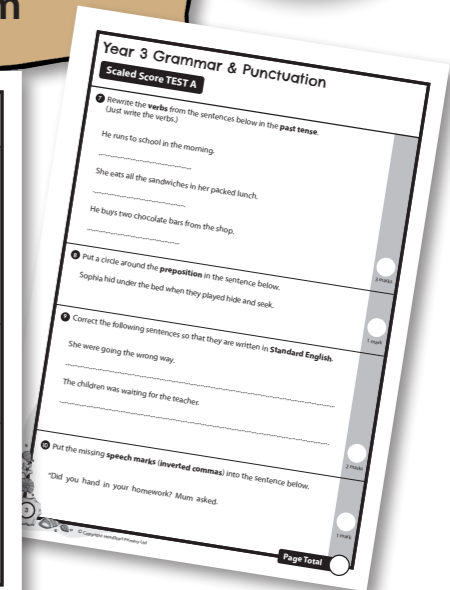 m
Year 3 Grammar & Punctuation
Scaled Score TEST A
7 Rewrite the verbs from the sentences below in the past tense.
(Just write the verbs.)
He runs to school in the morning.
She eats all the sandwiches in her packed lunch.
He buys two chocolate bars from the shop.
3 marks
8 Put a circle around the preposition in the sentence below.
Sophia hid under the bed when they played hide and seek.
1 mark
9 Correct the following sentences so that they are written in Standard English.
She were going the wrong way.
The children was waiting for the teacher.
2 marks
10 Put the missing speech marks (inverted commas) into the sentence below.
"Did you hand in your homework? Mum asked.
1 mark
3
© Copyright
Page Total